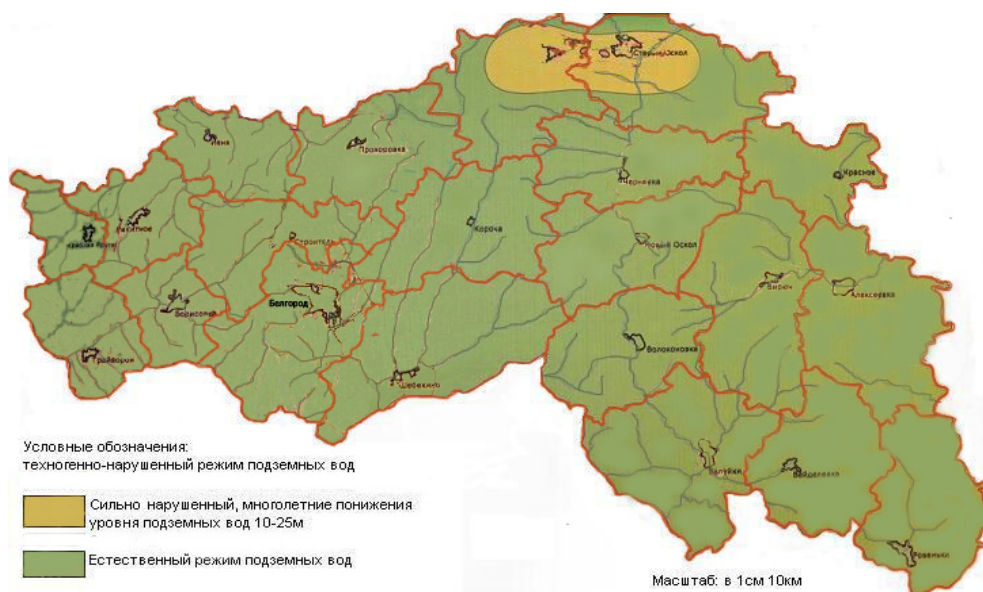 Старый Оскол
Ивня
Прохоровка
Чернянка
Красное
Короча
Ракитное
Красная Яруга
Строитель
Новый Оскол
Бирюч
Алексеевка
Борисовка
Белгород
Грайворон
Шебекино
Волоконовка
Валуйки
Вейделевка
Ровеньки
Условные обозначения:
техногенно-нарушенный режим подземных вод
Сильно нарушенный, многолетние понижения
уровня подземных вод 10-25м
Естественный режим подземных вод
Масштаб: в 1см 10км